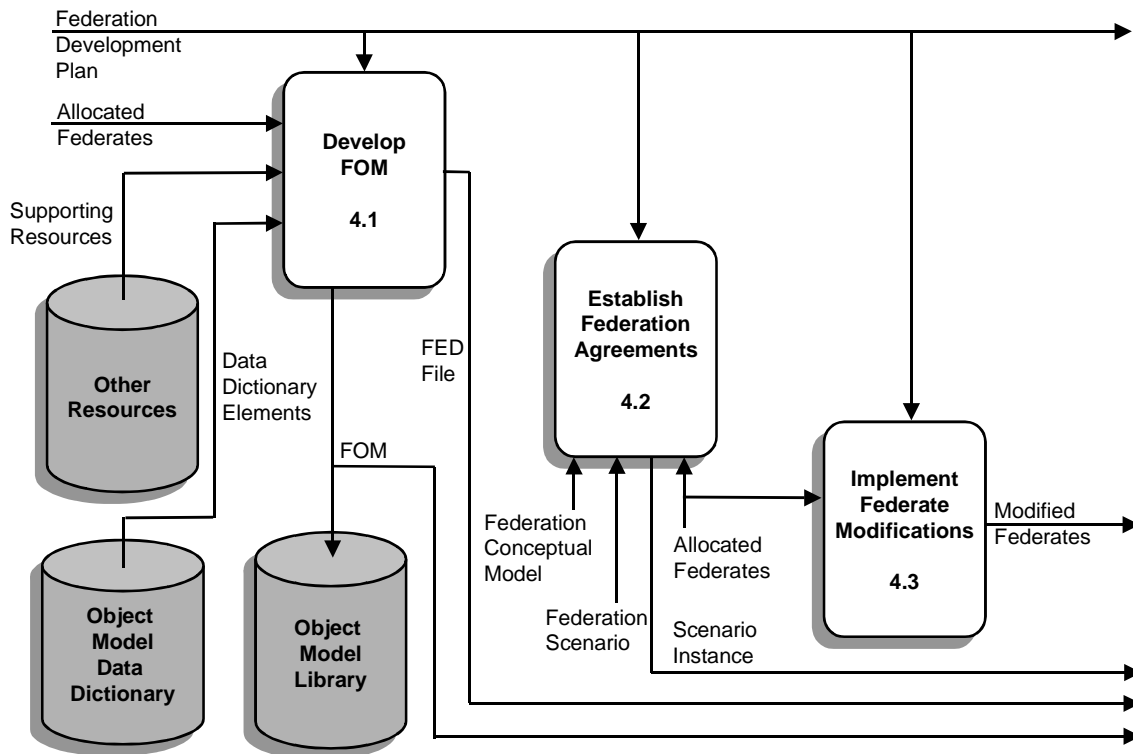 Federation
Development
Plan
Allocated
Federates
Develop
FOM
4.1
Supporting
Resources
Other
Resources
Data
Dictionary
Elements
FED
File
FOM
Establish
Federation
Agreements
4.2
Implement
Federate
Modifications
4.3
Modified
Federates
Federation
Conceptual
Model
Federation
Scenario
Allocated
Federates
Scenario
Instance
Object
Model
Data
Dictionary
Object
Model
Library